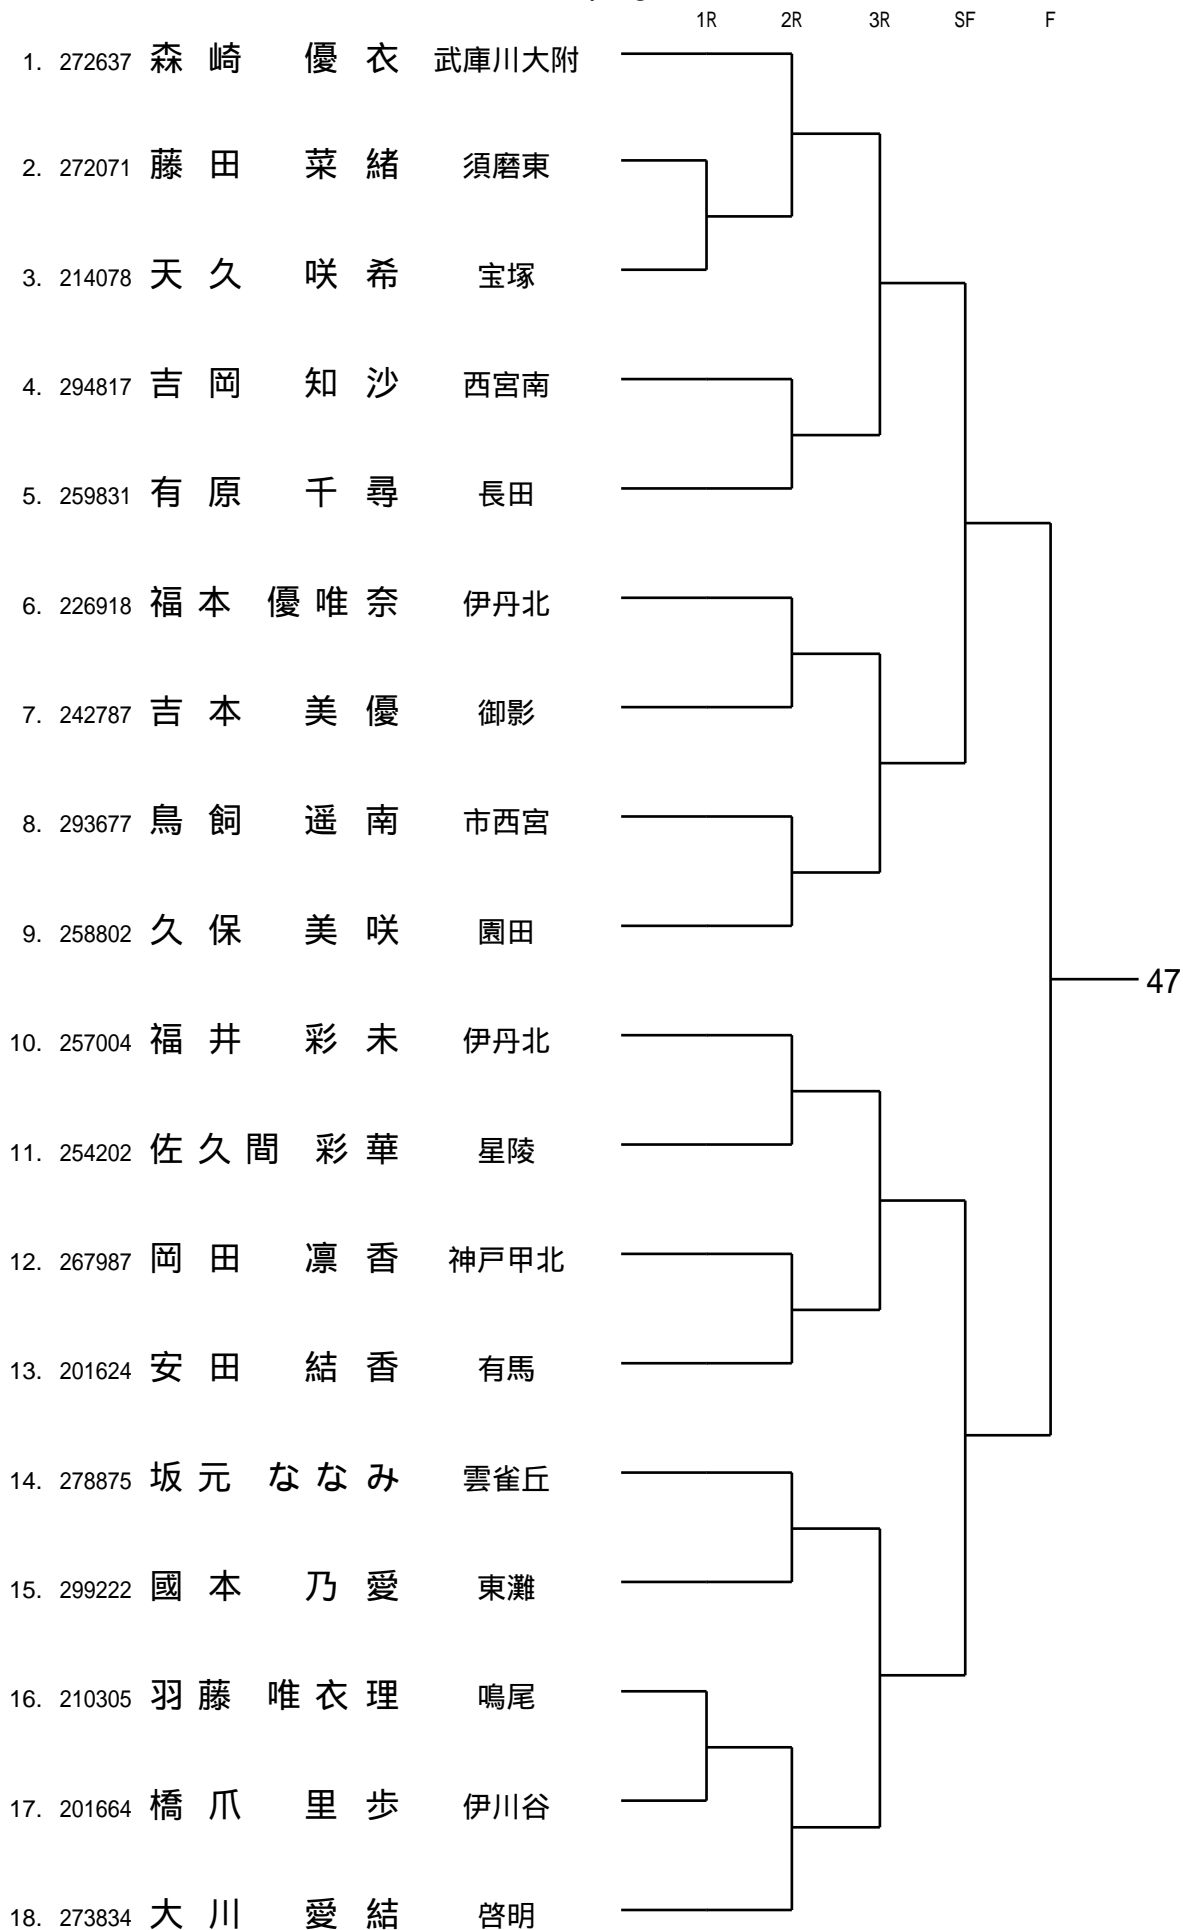 1R 2R 3R SF F
1. 272637 森崎 優衣 武庫川大附
2. 272071 藤田 菜緒 須磨東
3. 214078 天久 咲希 宝塚
4. 294817 吉岡 知沙 西宮南
5. 259831 有原 千尋 長田
6. 226918 福本 優唯奈 伊丹北
7. 242787 吉本 美優 御影
8. 293677 鳥飼 遥南 市西宮
9. 258802 久保 美咲 園田
47
10. 257004 福井 彩未 伊丹北
11. 254202 佐久間 彩華 星陵
12. 267987 岡田 凛香 神戸甲北
13. 201624 安田 結香 有馬
14. 278875 坂元 ななみ 雲雀丘
15. 299222 國本 乃愛 東灘
16. 210305 羽藤 唯衣理 鳴尾
17. 201664 橋爪 里歩 伊川谷
18. 273834 大川 愛結 啓明